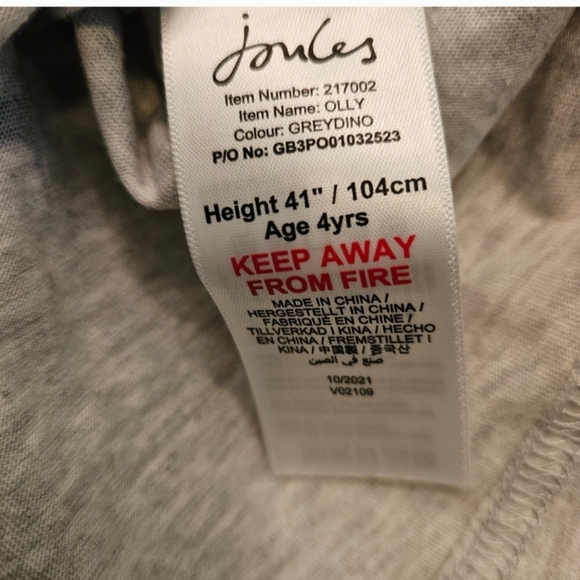 Joules
Item Number: 217002
Item Name: OLLY
Colour: GREYDINO
P/O No: GB3PO01032523
Height 41" / 104cm
Age 4yrs
KEEP AWAY
FROM FIRE
MADE IN CHINA /
HERGESTELLT IN CHINA /
FABRIQUÉ EN CHINE /
TILLVERKAD I KINA / HECHO
EN CHINA / FREMSTILLET I
KINA / 中国製 / 중국산
صنع في الصين
10/2021
V02109